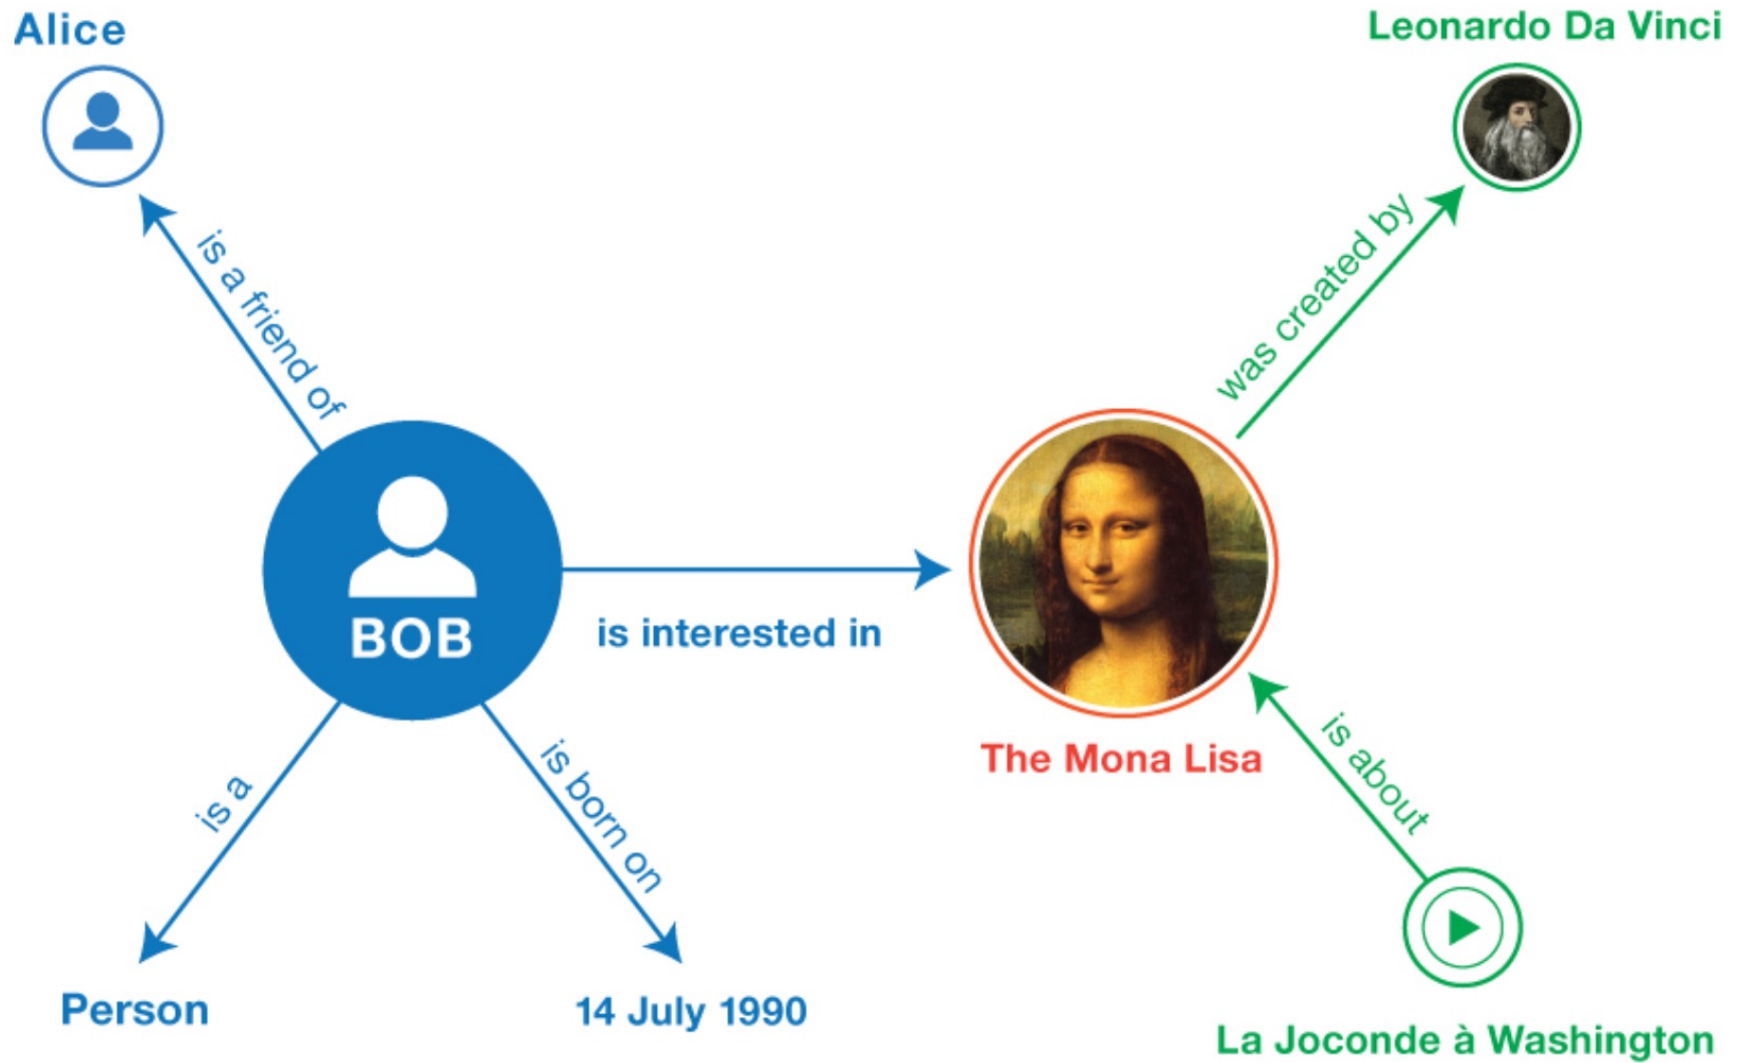 Alice
Leonardo Da Vinci
is a friend of
was created by
BOB
is interested in
The Mona Lisa
is a
is born on
is about
Person
14 July 1990
La Joconde à Washington